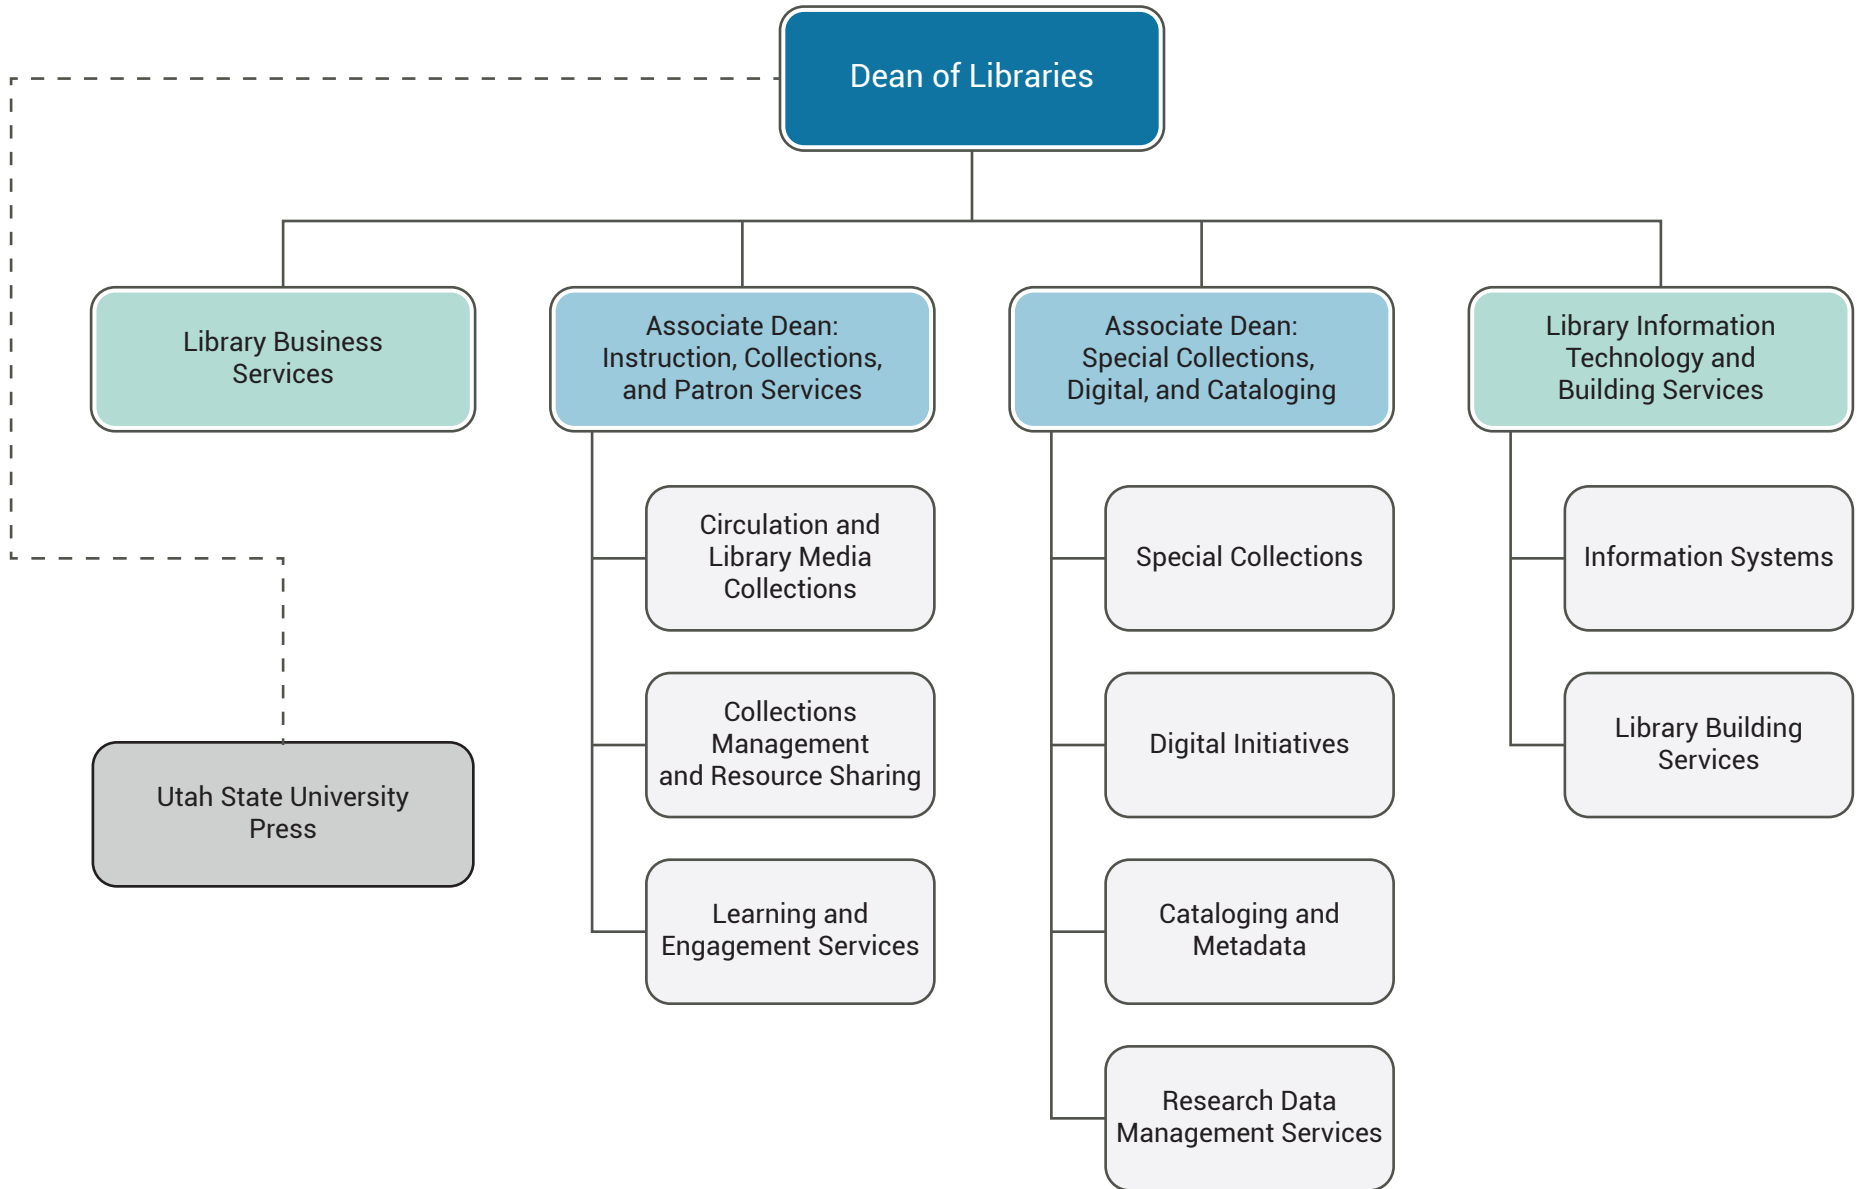 Dean of Libraries
Library Business
Services
Associate Dean:
Instruction, Collections,
and Patron Services
Associate Dean:
Special Collections,
Digital, and Cataloging
Library Information
Technology and
Building Services
Circulation and
Library Media
Collections
Collections
Management
and Resource Sharing
Learning and
Engagement Services
Special Collections
Digital Initiatives
Cataloging and
Metadata
Research Data
Management Services
Information Systems
Library Building
Services
Utah State University
Press